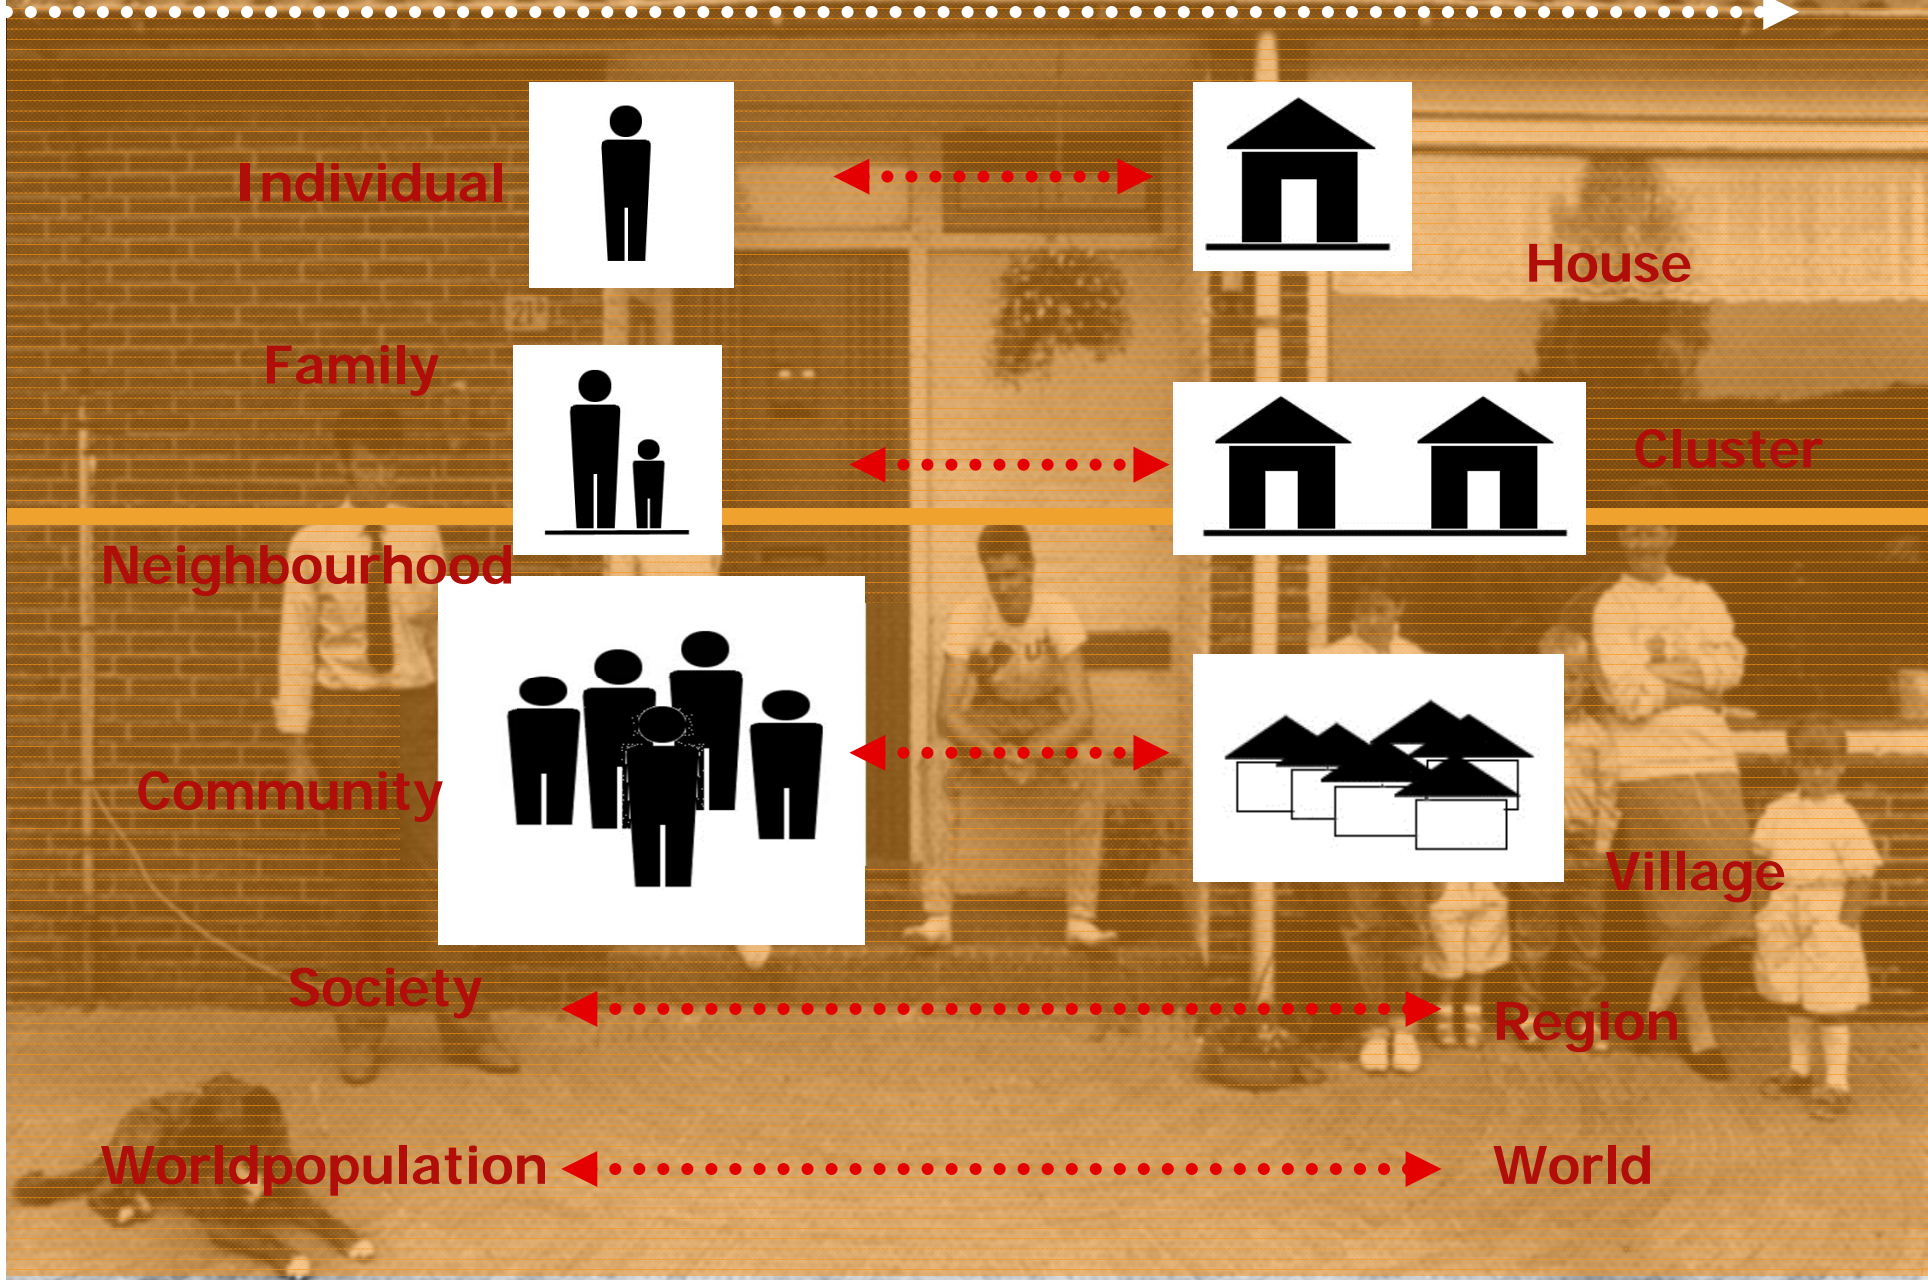 Individual
House
Family
Cluster
Neighbourhood
Community
Village
Society
Region
Worldpopulation
World